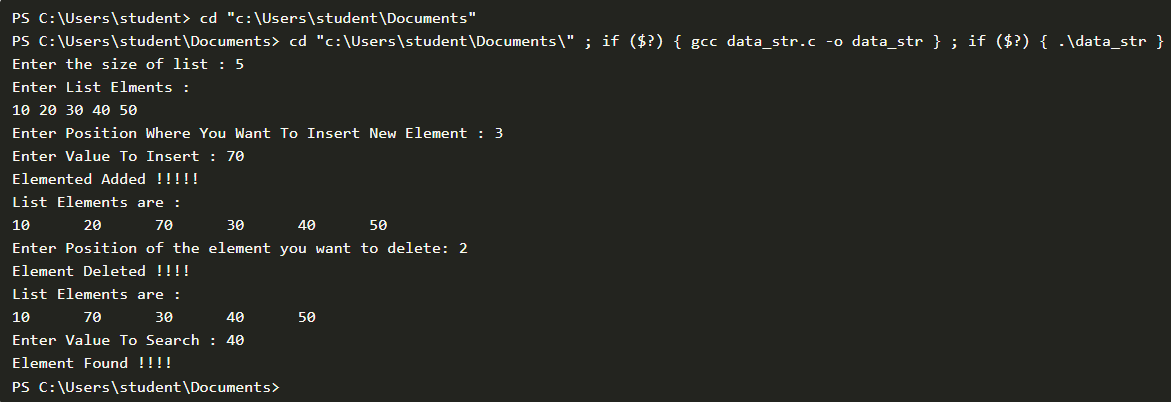 PS C:\Users\student> cd "c:\Users\student\Documents"
PS C:\Users\student\Documents> cd "c:\Users\student\Documents\" ; if ($?) { gcc data_str.c -o data_str } ; if ($?) { .\data_str }
Enter the size of list : 5
Enter List Elments :
10 20 30 40 50
Enter Position Where You Want To Insert New Element : 3
Enter Value To Insert : 70
Elemented Added !!!!!
List Elements are :
10      20      70      30      40      50
Enter Position of the element you want to delete: 2
Element Deleted !!!!
List Elements are :
10      70      30      40      50
Enter Value To Search : 40
Element Found !!!!
PS C:\Users\student\Documents>